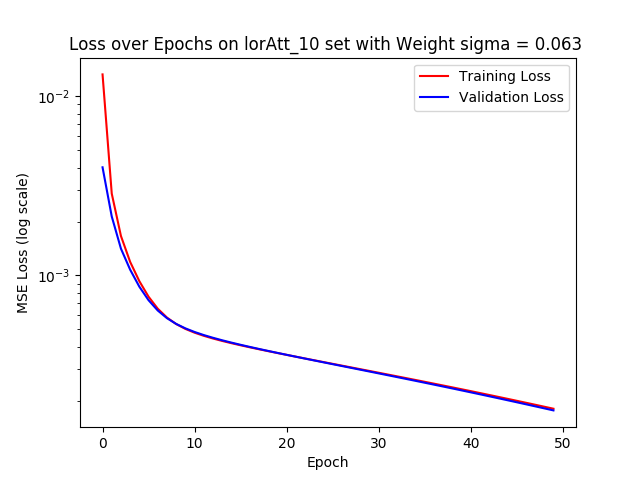 Loss over Epochs on lorAtt_10 set with Weight sigma = 0.063
Training Loss
Validation Loss
10⁻²
10⁻³
MSE Loss (log scale)
0 10 20 30 40 50
Epoch